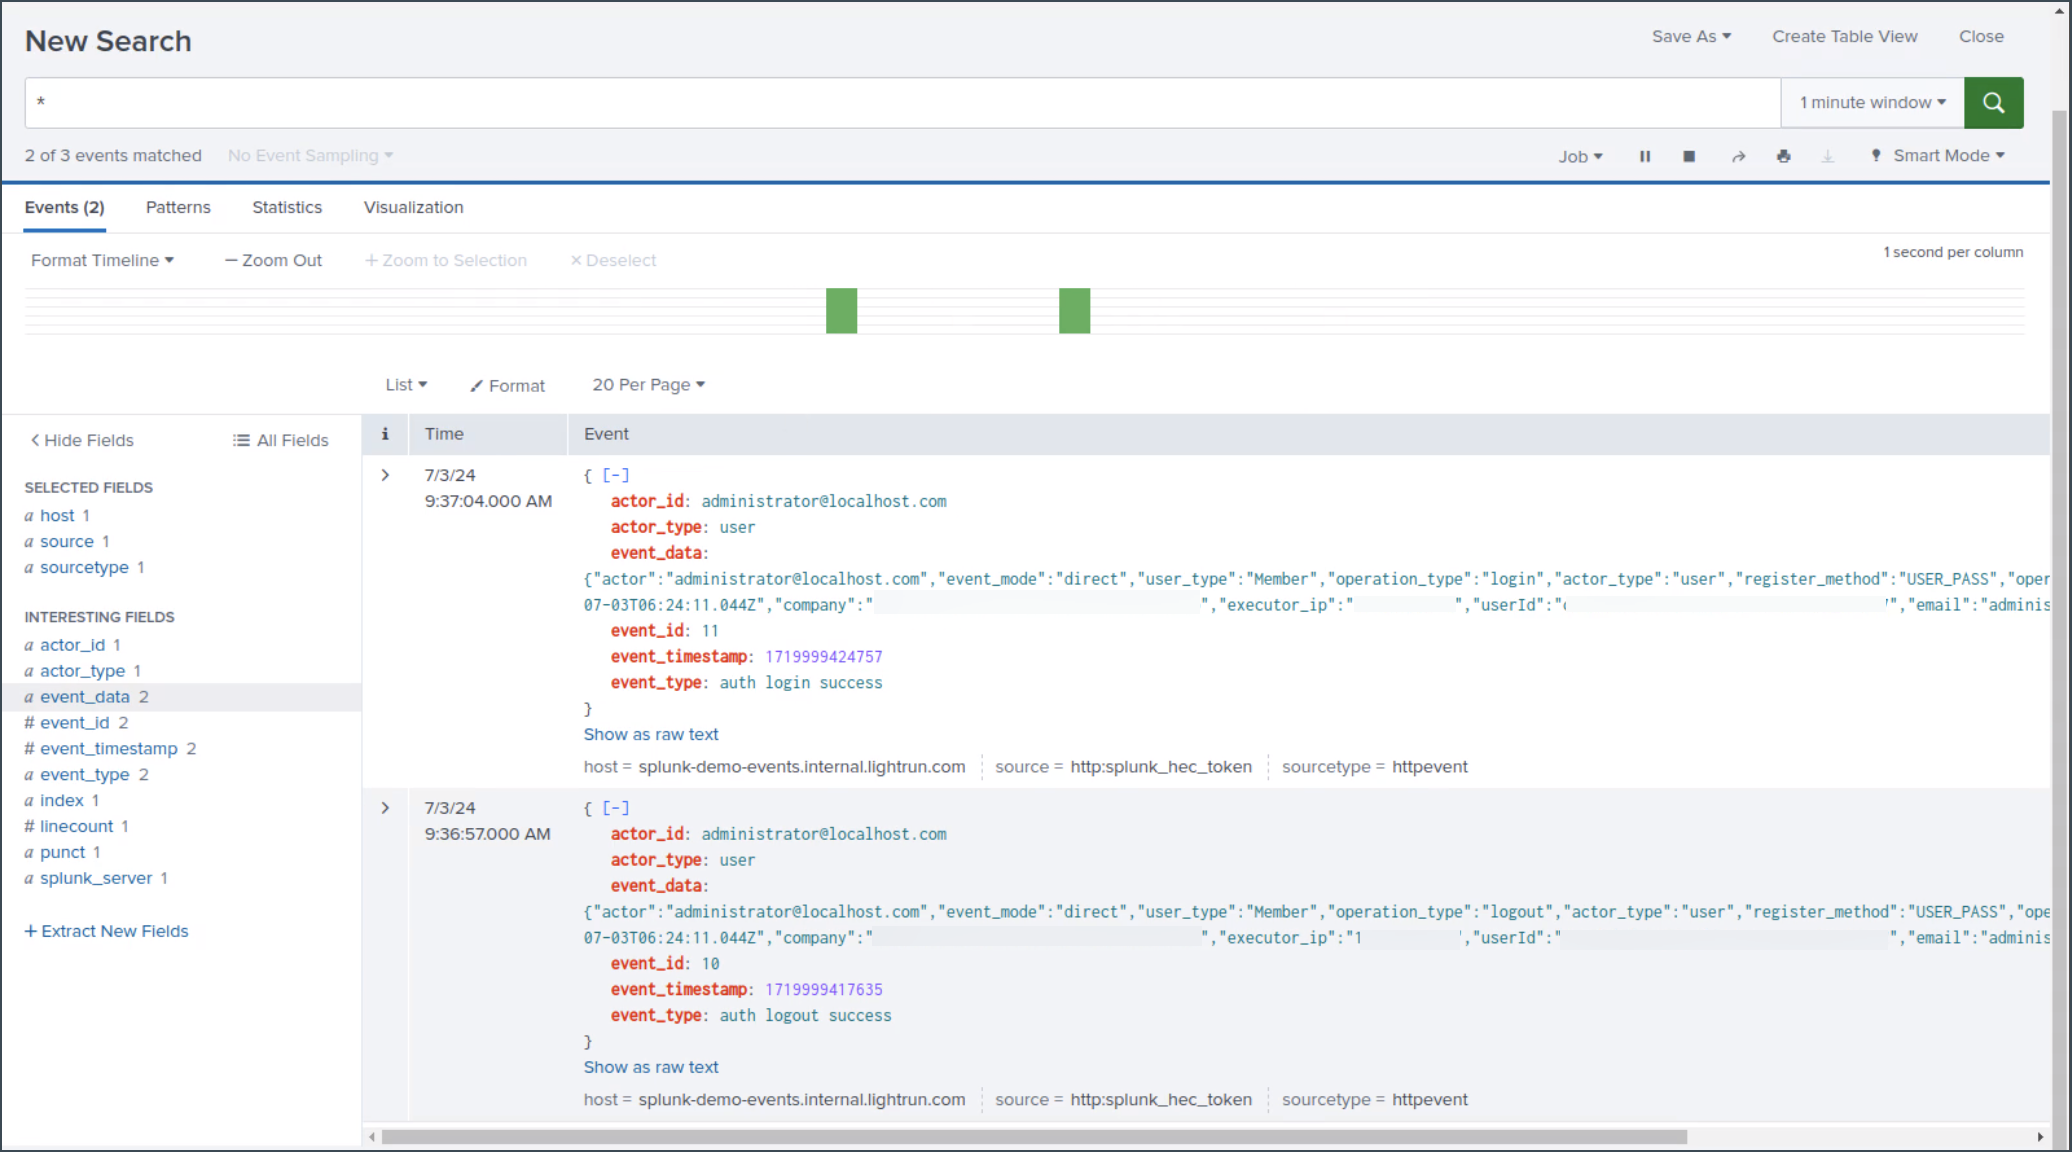 New Search
Save As
Create Table View
Close
*
1 minute window
2 of 3 events matched
No Event Sampling
Job
Smart Mode
Events (2)
Patterns
Statistics
Visualization
Format Timeline
— Zoom Out
+ Zoom to Selection
× Deselect
1 second per column
List
Format
20 Per Page
< Hide Fields
All Fields
SELECTED FIELDS
a host 1
a source 1
a sourcetype 1
INTERESTING FIELDS
a actor_id 1
a actor_type 1
a event_data 2
# event_id 2
# event_timestamp 2
a event_type 2
a index 1
# linecount 1
a punct 1
a splunk_server 1
+ Extract New Fields
i Time Event
> 7/3/24
9:37:04.000 AM
{ [-]
actor_id: administrator@localhost.com
actor_type: user
event_data:
{"actor":"administrator@localhost.com","event_mode":"direct","user_type":"Member","operation_type":"login","actor_type":"user","register_method":"USER_PASS","oper
07-03T06:24:11.044Z","company":" ","executor_ip":" ","userId":" ","email":"adminis
event_id: 11
event_timestamp: 1719999424757
event_type: auth login success
}
Show as raw text
host = splunk-demo-events.internal.lightrun.com source = http:splunk_hec_token sourcetype = httpevent
> 7/3/24
9:36:57.000 AM
{ [-]
actor_id: administrator@localhost.com
actor_type: user
event_data:
{"actor":"administrator@localhost.com","event_mode":"direct","user_type":"Member","operation_type":"logout","actor_type":"user","register_method":"USER_PASS","ope
07-03T06:24:11.044Z","company":" ","executor_ip":"1 ","userId":" ","email":"adminis
event_id: 10
event_timestamp: 1719999417635
event_type: auth logout success
}
Show as raw text
host = splunk-demo-events.internal.lightrun.com source = http:splunk_hec_token sourcetype = httpevent